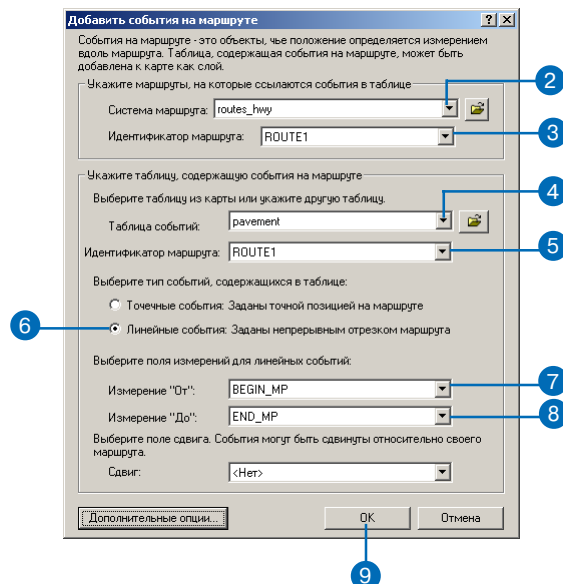 Добавить события на маршруте
События на маршруте - это объекты, чье положение определяется измерением
вдоль маршрута. Таблица, содержащая события на маршруте, может быть
добавлена к карте как слой.
Укажите маршруты, на которые ссылаются события в таблице
2
Система маршрута: routes_hwy
3
Идентификатор маршрута: ROUTE1
Укажите таблицу, содержащую события на маршруте
Выберите таблицу из карты или укажите другую таблицу.
4
Таблица событий: pavement
5
Идентификатор маршрута: ROUTE1
Выберите тип событий, содержащихся в таблице:
Точечные события: Заданы точной позицией на маршруте
6
Линейные события: Заданы непрерывным отрезком маршрута
Выберите поля измерений для линейных событий:
7
Измерение "От": BEGIN_MP
8
Измерение "До": END_MP
Выберите поле сдвига. События могут быть сдвинуты относительно своего
маршрута.
Сдвиг: <Нет>
Дополнительные опции... OK Отмена
9